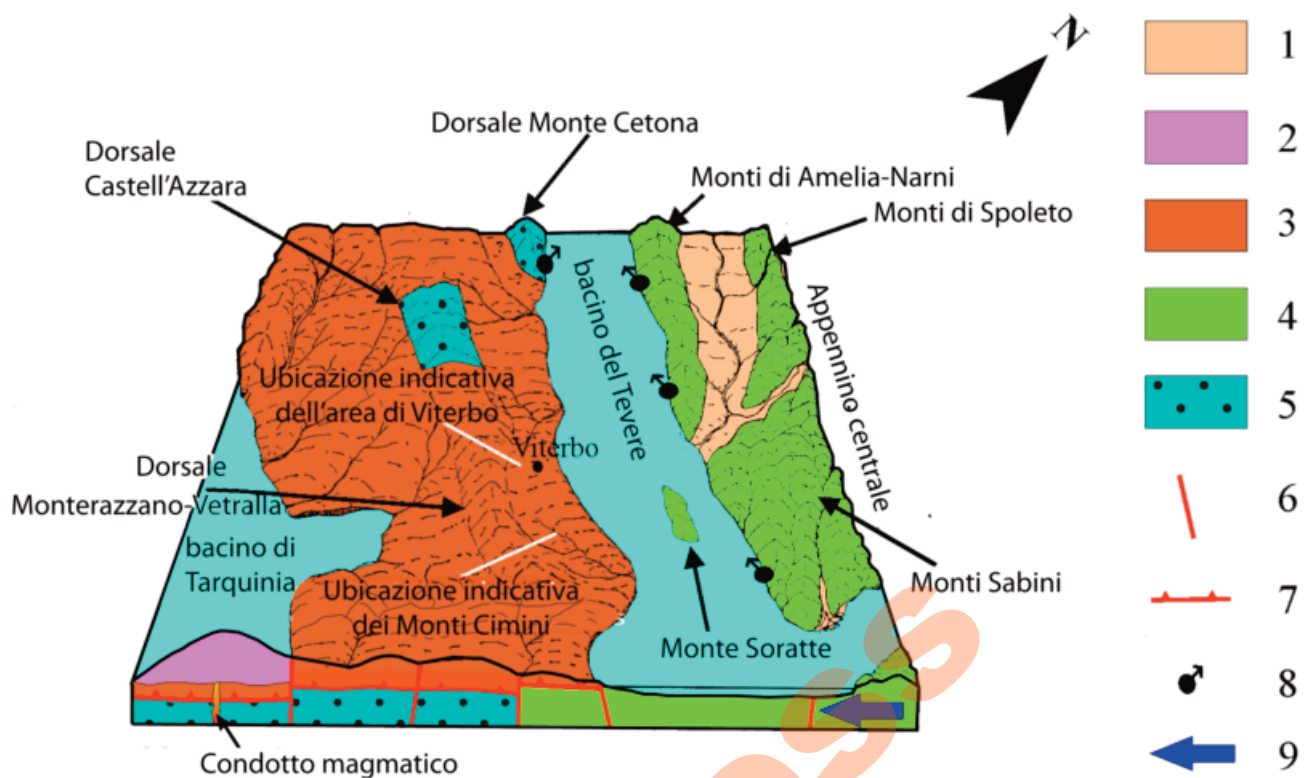 N
Dorsale Monte Cetona
Dorsale
Castell'Azzara
Monti di Amelia-Narni
Monti di Spoleto
bacino del Tevere
Appennino centrale
Ubicazione indicativa
dell'area di Viterbo
Viterbo
Dorsale
Monterazzano-Vetralla
bacino di
Tarquinia
Ubicazione indicativa
dei Monti Cimini
s
Monte Soratte
Monti Sabini
Condotto magmatico
?
1
2
3
4
5
6
7
8
9